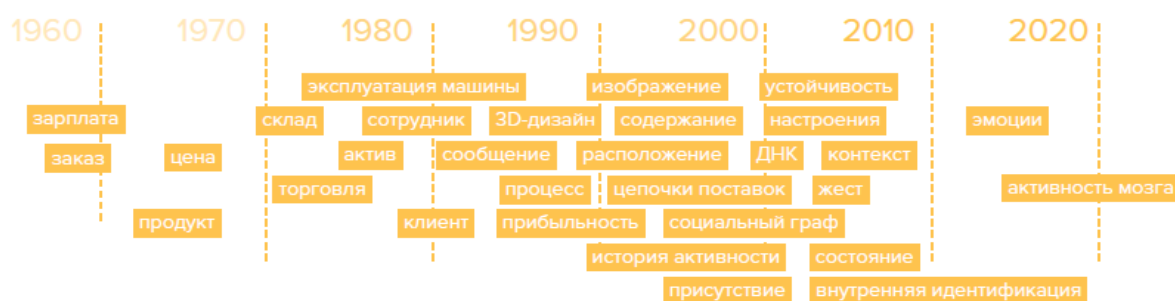 1960 1970 1980 1990 2000 2010 2020
эксплуатация машины изображение устойчивость
зарплата склад сотрудник 3D-дизайн содержание настроения эмоции
заказ цена актив сообщение расположение ДНК контекст
торговля процесс цепочки поставок жест активность мозга
продукт клиент прибыльность социальный граф
история активности состояние
присутствие внутренняя идентификация